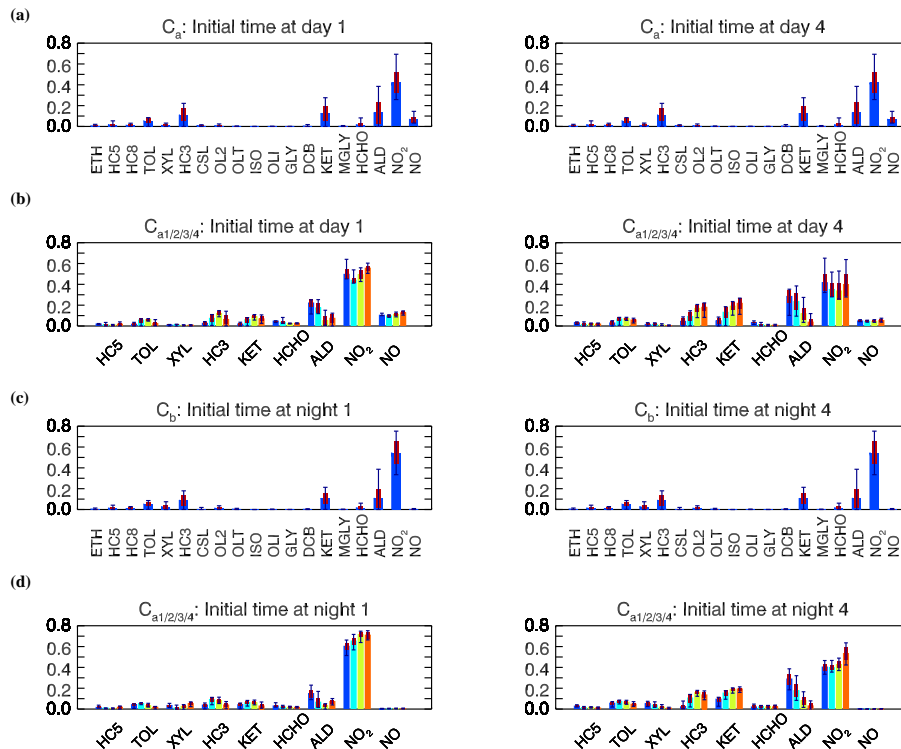 (a)
C_a: Initial time at day 1
0.8
0.6
0.4
0.2
0.0
ETH HC5 HC8 TOL XYL HC3 CSL OL2 OLT ISO OLI GLY DCB KET MGLY HCHO ALD NO₂ NO
C_a: Initial time at day 4
0.8
0.6
0.4
0.2
0.0
ETH HC5 HC8 TOL XYL HC3 CSL OL2 OLT ISO OLI GLY DCB KET MGLY HCHO ALD NO₂ NO
(b)
C_a1/2/3/4: Initial time at day 1
0.8
0.6
0.4
0.2
0.0
HC5 TOL XYL HC3 KET HCHO ALD NO₂ NO
C_a1/2/3/4: Initial time at day 4
0.8
0.6
0.4
0.2
0.0
HC5 TOL XYL HC3 KET HCHO ALD NO₂ NO
(c)
C_b: Initial time at night 1
0.8
0.6
0.4
0.2
0.0
ETH HC5 HC8 TOL XYL HC3 CSL OL2 OLT ISO OLI GLY DCB KET MGLY HCHO ALD NO₂ NO
C_b: Initial time at night 4
0.8
0.6
0.4
0.2
0.0
ETH HC5 HC8 TOL XYL HC3 CSL OL2 OLT ISO OLI GLY DCB KET MGLY HCHO ALD NO₂ NO
(d)
C_a1/2/3/4: Initial time at night 1
0.8
0.6
0.4
0.2
0.0
HC5 TOL XYL HC3 KET HCHO ALD NO₂ NO
C_a1/2/3/4: Initial time at night 4
0.8
0.6
0.4
0.2
0.0
HC5 TOL XYL HC3 KET HCHO ALD NO₂ NO